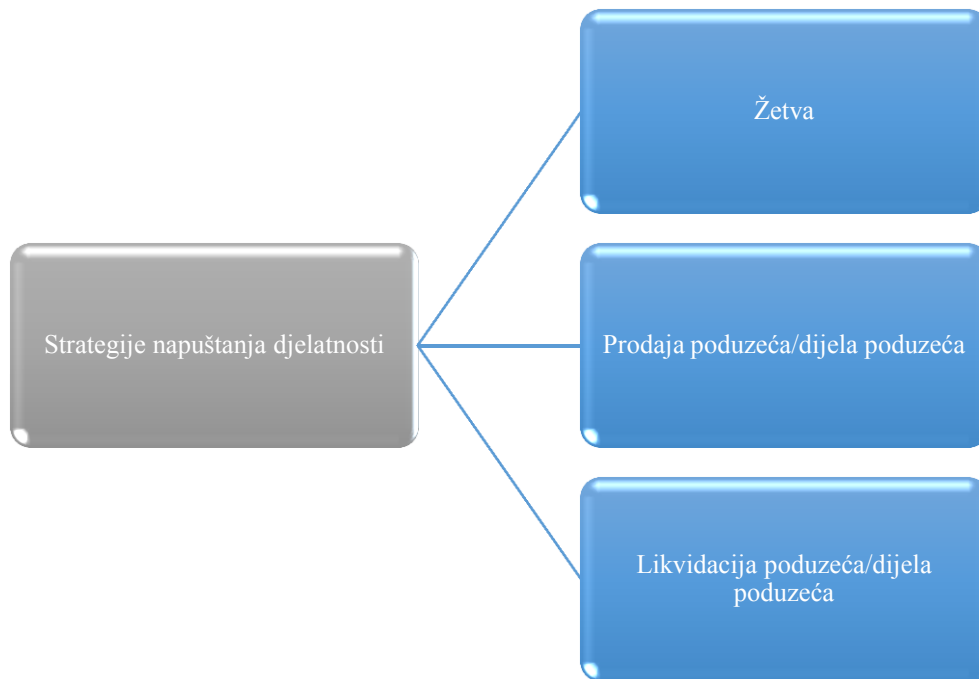 Strategije napuštanja djelatnosti
Žetva
Prodaja poduzeća/dijela poduzeća
Likvidacija poduzeća/dijela
poduzeća